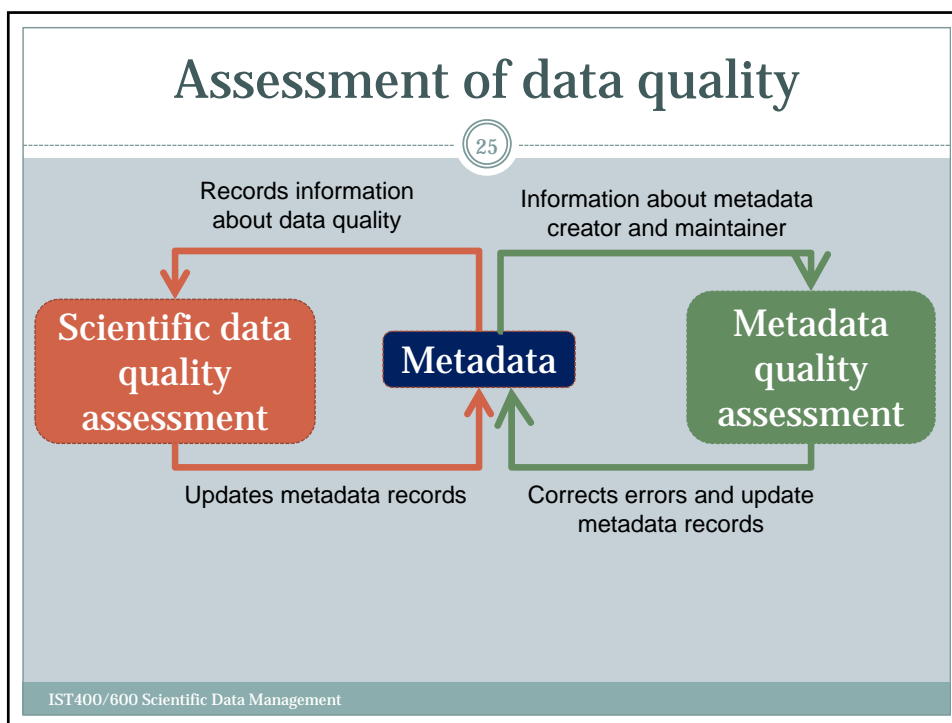 Assessment of data quality
25
Records information
about data quality
Information about metadata
creator and maintainer
Scientific data
quality
assessment
Metadata
Metadata
quality
assessment
Updates metadata records
Corrects errors and update
metadata records
IST400/600 Scientific Data Management